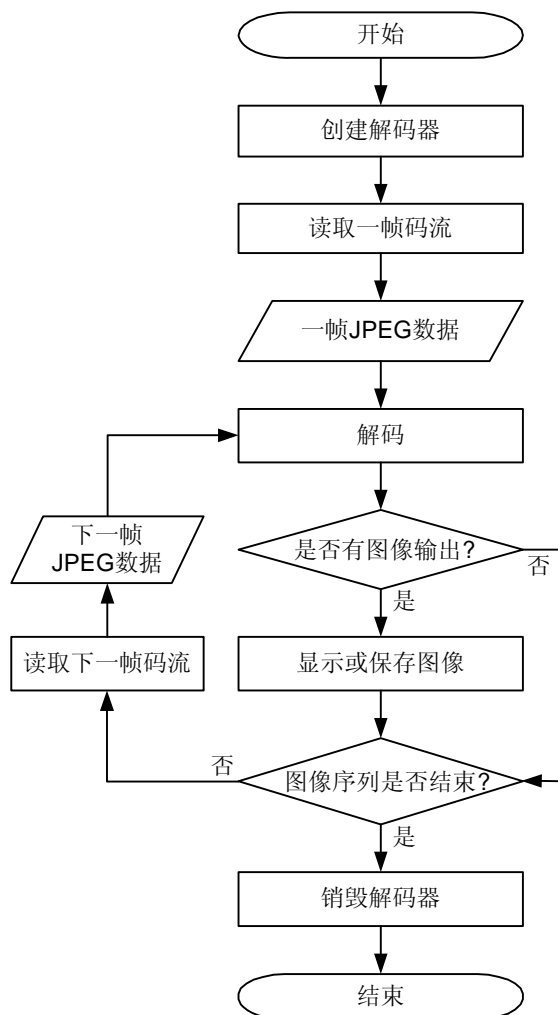 开始
创建解码器
读取一帧码流
一帧JPEG数据
解码
下一帧
JPEG数据
是否有图像输出?
否
是
读取下一帧码流
显示或保存图像
否
图像序列是否结束?
是
销毁解码器
结束